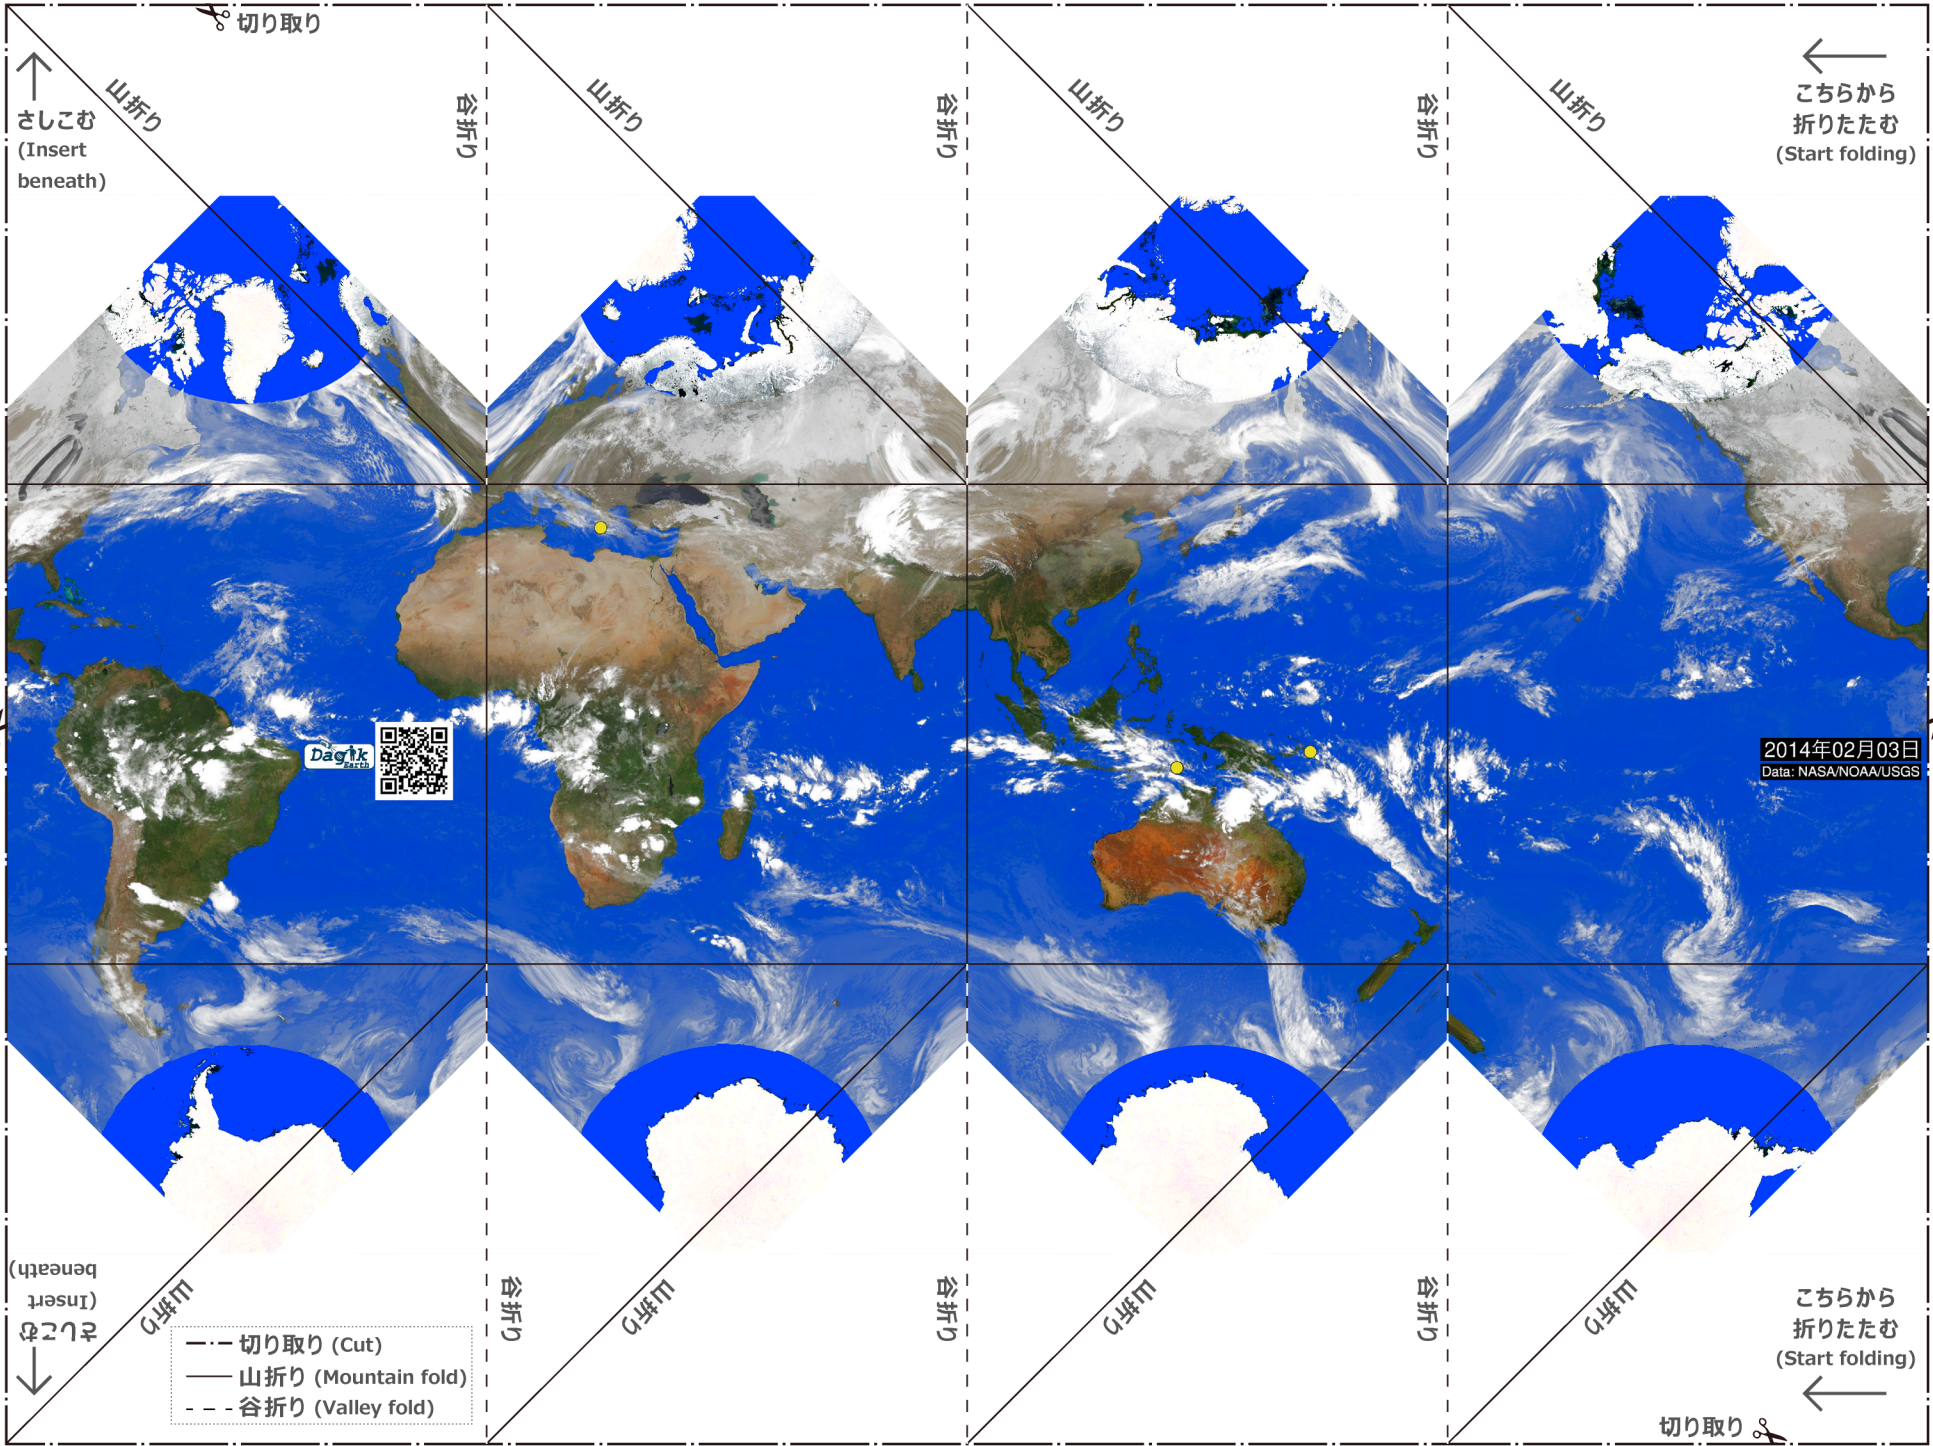 切り取り
山折り
谷折り
山折り
谷折り
山折り
谷折り
山折り
さしこむ
(Insert
beneath)
こちらから
折りたたむ
(Start folding)
Dagik
Earth
2014年02月03日
Data: NASA/NOAA/USGS
さしこむ
(Insert
beneath)
山折り
谷折り
山折り
谷折り
山折り
谷折り
山折り
こちらから
折りたたむ
(Start folding)
切り取り (Cut)
山折り (Mountain fold)
谷折り (Valley fold)
切り取り